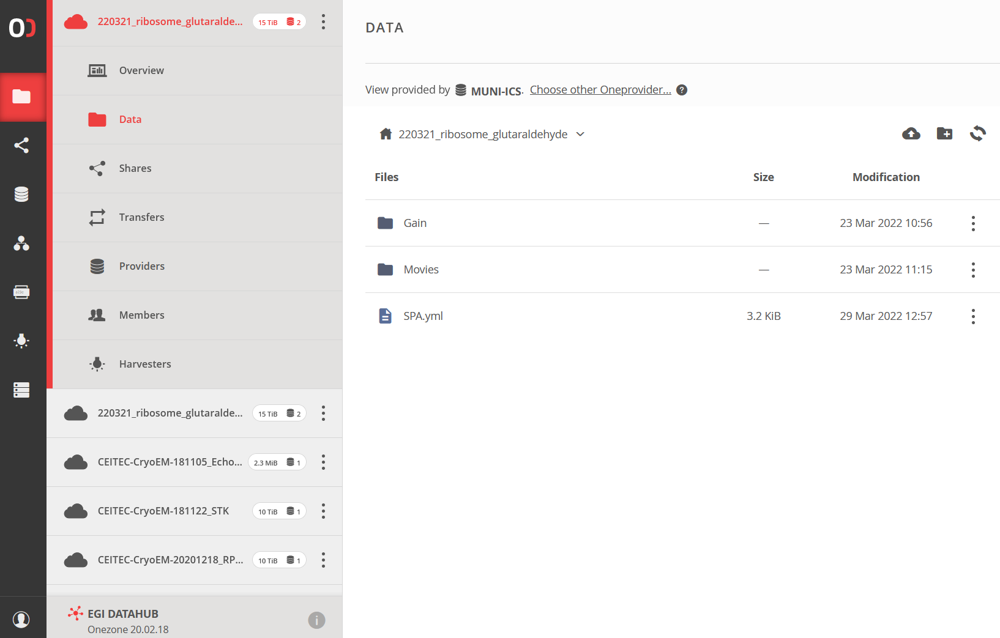 220321_ribosome_glutaralde...
15 TiB 2
Overview
Data
Shares
Transfers
Providers
Members
Harvesters
220321_ribosome_glutaralde...
15 TiB 2
CEITEC-CryoEM-181105_Echo...
2.3 MiB 1
CEITEC-CryoEM-181122_STK
10 TiB 1
CEITEC-CryoEM-20201218_RP...
10 TiB 1
EGI DATAHUB
Onezone 20.02.18
DATA
View provided by MUNI-ICS. Choose other Oneprovider... ?
220321_ribosome_glutaraldehyde
Files Size Modification
Gain — 23 Mar 2022 10:56
Movies — 23 Mar 2022 11:15
SPA.yml 3.2 KiB 29 Mar 2022 12:57